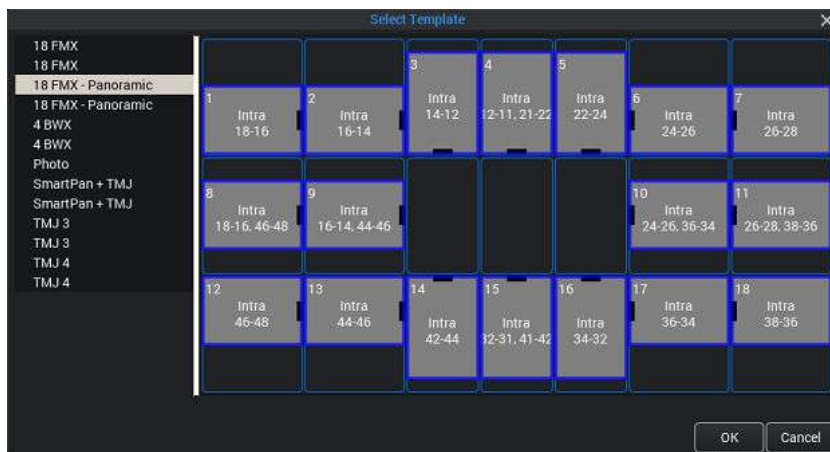 Select Template
18 FMX
18 FMX
18 FMX - Panoramic
18 FMX - Panoramic
4 BWX
4 BWX
Photo
SmartPan + TMJ
SmartPan + TMJ
TMJ 3
TMJ 3
TMJ 4
TMJ 4
1
Intra
18-16
2
Intra
16-14
3
Intra
14-12
4
Intra
12-11, 21-22
5
Intra
22-24
6
Intra
24-26
7
Intra
26-28
8
Intra
18-16, 46-48
9
Intra
16-14, 44-46
10
Intra
24-26, 36-34
11
Intra
26-28, 38-36
12
Intra
46-48
13
Intra
44-46
14
Intra
42-44
15
Intra
32-31, 41-42
16
Intra
34-32
17
Intra
36-34
18
Intra
38-36
OK
Cancel